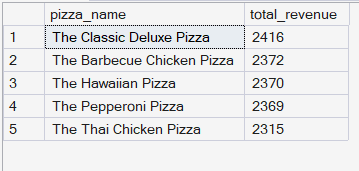 pizza_name total_revenue
1 The Classic Deluxe Pizza 2416
2 The Barbecue Chicken Pizza 2372
3 The Hawaiian Pizza 2370
4 The Pepperoni Pizza 2369
5 The Thai Chicken Pizza 2315